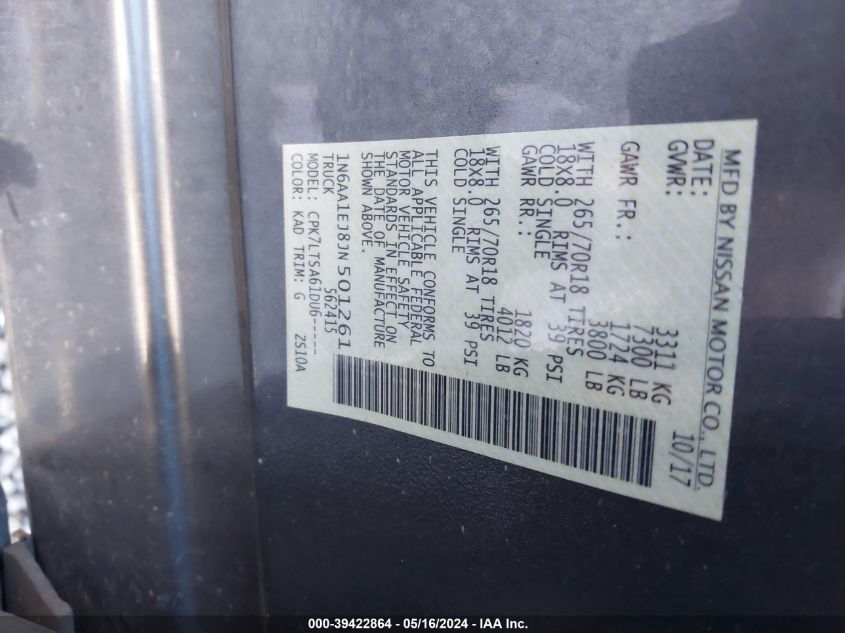 MFD BY NISSAN MOTOR CO., LTD.
DATE: 10/17
GVWR: 3311 KG
7300 LB
GAWR FR.: 1724 KG
3800 LB
WITH 265/70R18 TIRES
18X8.0 RIMS AT 39 PSI
COLD SINGLE
GAWR RR.: 1820 KG
4012 LB
WITH 265/70R18 TIRES
18X8.0 RIMS AT 39 PSI
COLD SINGLE
THIS VEHICLE CONFORMS TO
ALL APPLICABLE FEDERAL
MOTOR VEHICLE SAFETY
STANDARDS IN EFFECT ON
THE DATE OF MANUFACTURE
SHOWN ABOVE.
1N6AA1EJ8JN501261
TRUCK 562415
MODEL: CPK7LTSA61DU6-----
COLOR: KAD TRIM: G ZS10A
000-39422864 - 05/16/2024 - IAA Inc.